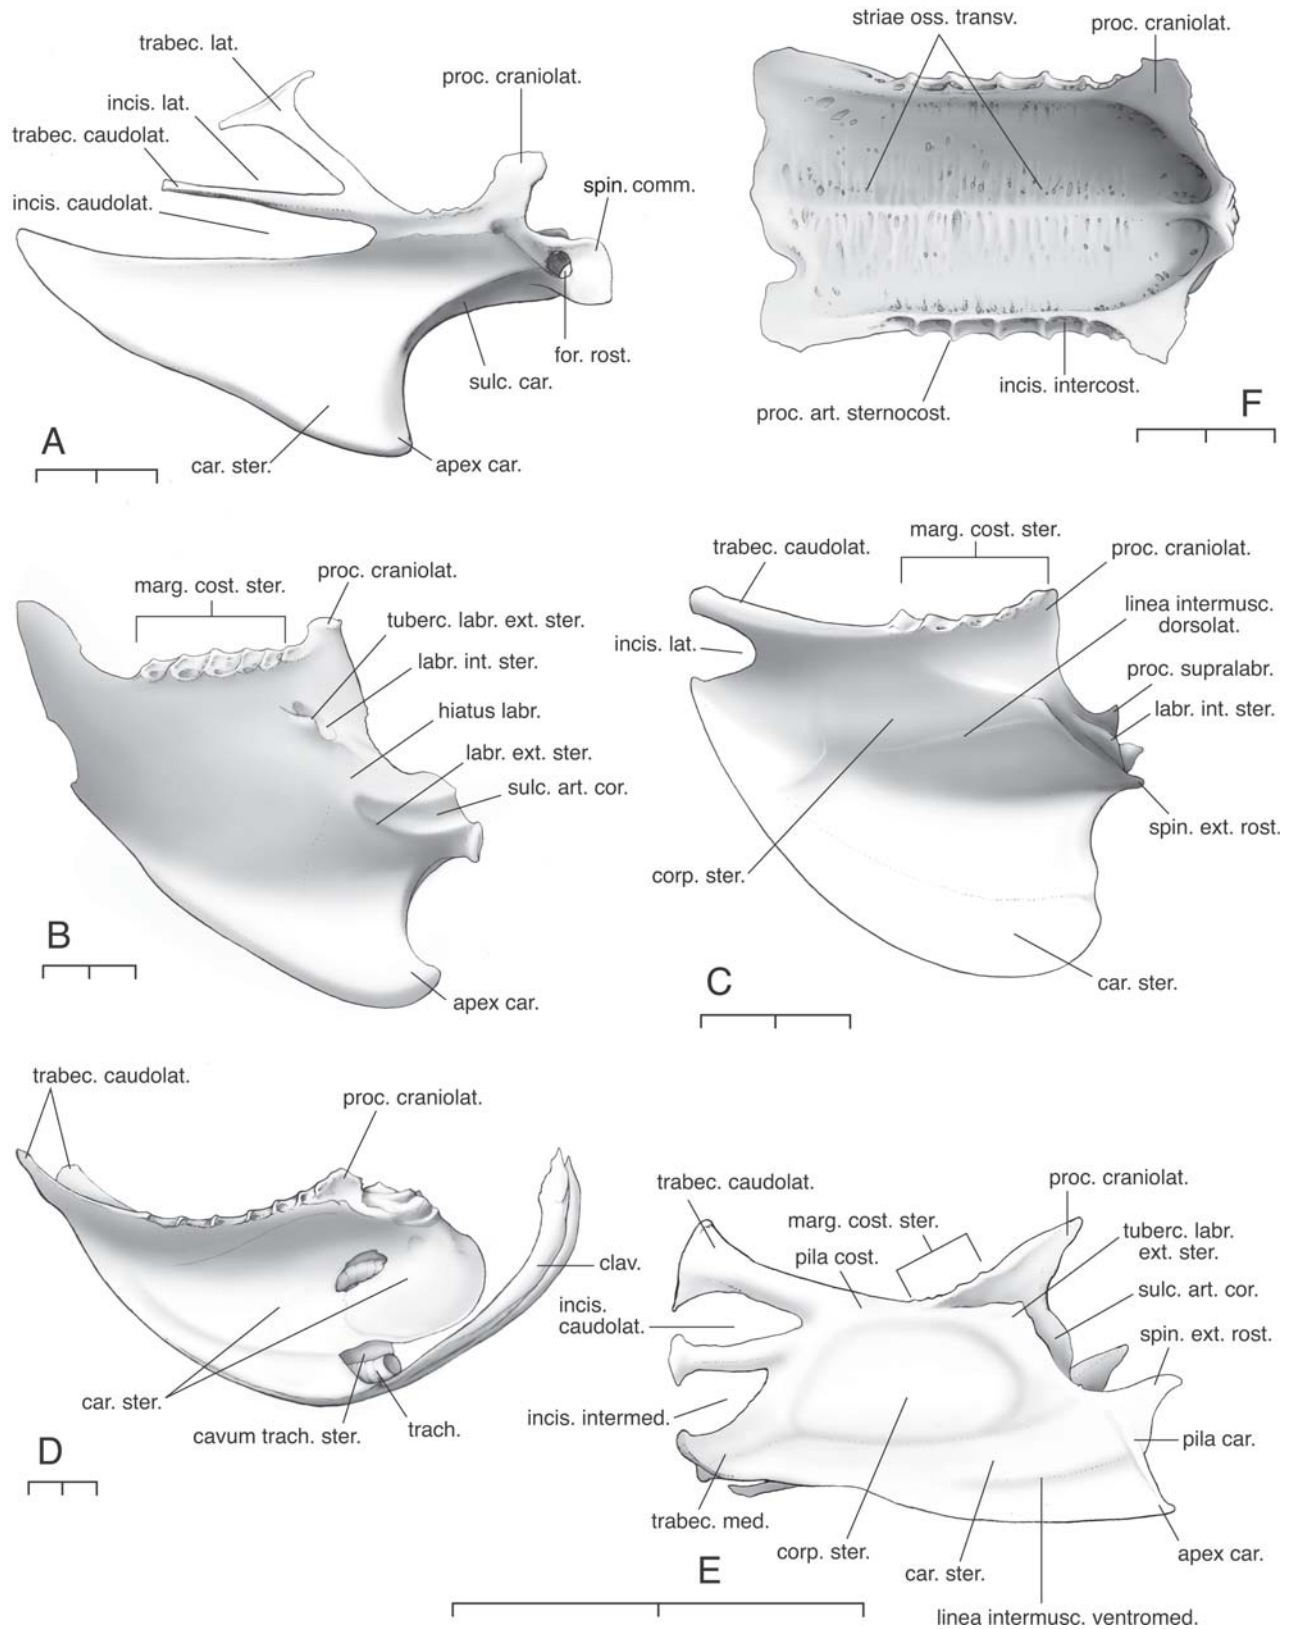 trabec. lat.
incis. lat.
trabec. caudolat.
incis. caudolat.
proc. craniolat.
spin. comm.
for. rost.
sulc. car.
car. ster.
apex car.
A
striae oss. transv.
proc. craniolat.
incis. intercost.
proc. art. sternocost.
F
marg. cost. ster.
proc. craniolat.
tuberc. labr. ext. ster.
labr. int. ster.
hiatus labr.
labr. ext. ster.
sulc. art. cor.
apex car.
B
marg. cost. ster.
trabec. caudolat.
proc. craniolat.
linea intermusc.
dorsolat.
incis. lat.
proc. supralabr.
labr. int. ster.
spin. ext. rost.
corp. ster.
car. ster.
C
trabec. caudolat.
proc. craniolat.
clav.
car. ster.
cavum trach. ster.
trach.
D
trabec. caudolat.
proc. craniolat.
marg. cost. ster.
pila cost.
tuberc. labr.
ext. ster.
sulc. art. cor.
spin. ext. rost.
incis.
caudolat.
incis. intermed.
pila car.
trabec. med.
corp. ster.
car. ster.
apex car.
linea intermusc. ventromed.
E